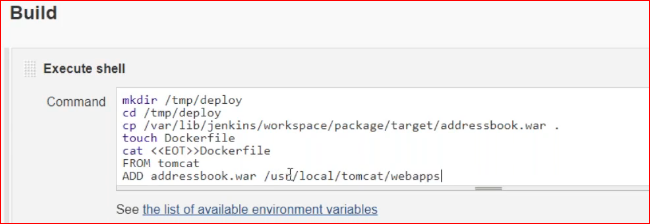 Build
Execute shell
Command
mkdir /tmp/deploy
cd /tmp/deploy
cp /var/lib/jenkins/workspace/package/target/addressbook.war .
touch Dockerfile
cat <<EOT>>Dockerfile
FROM tomcat
ADD addressbook.war /usd/local/tomcat/webapps
See the list of available environment variables